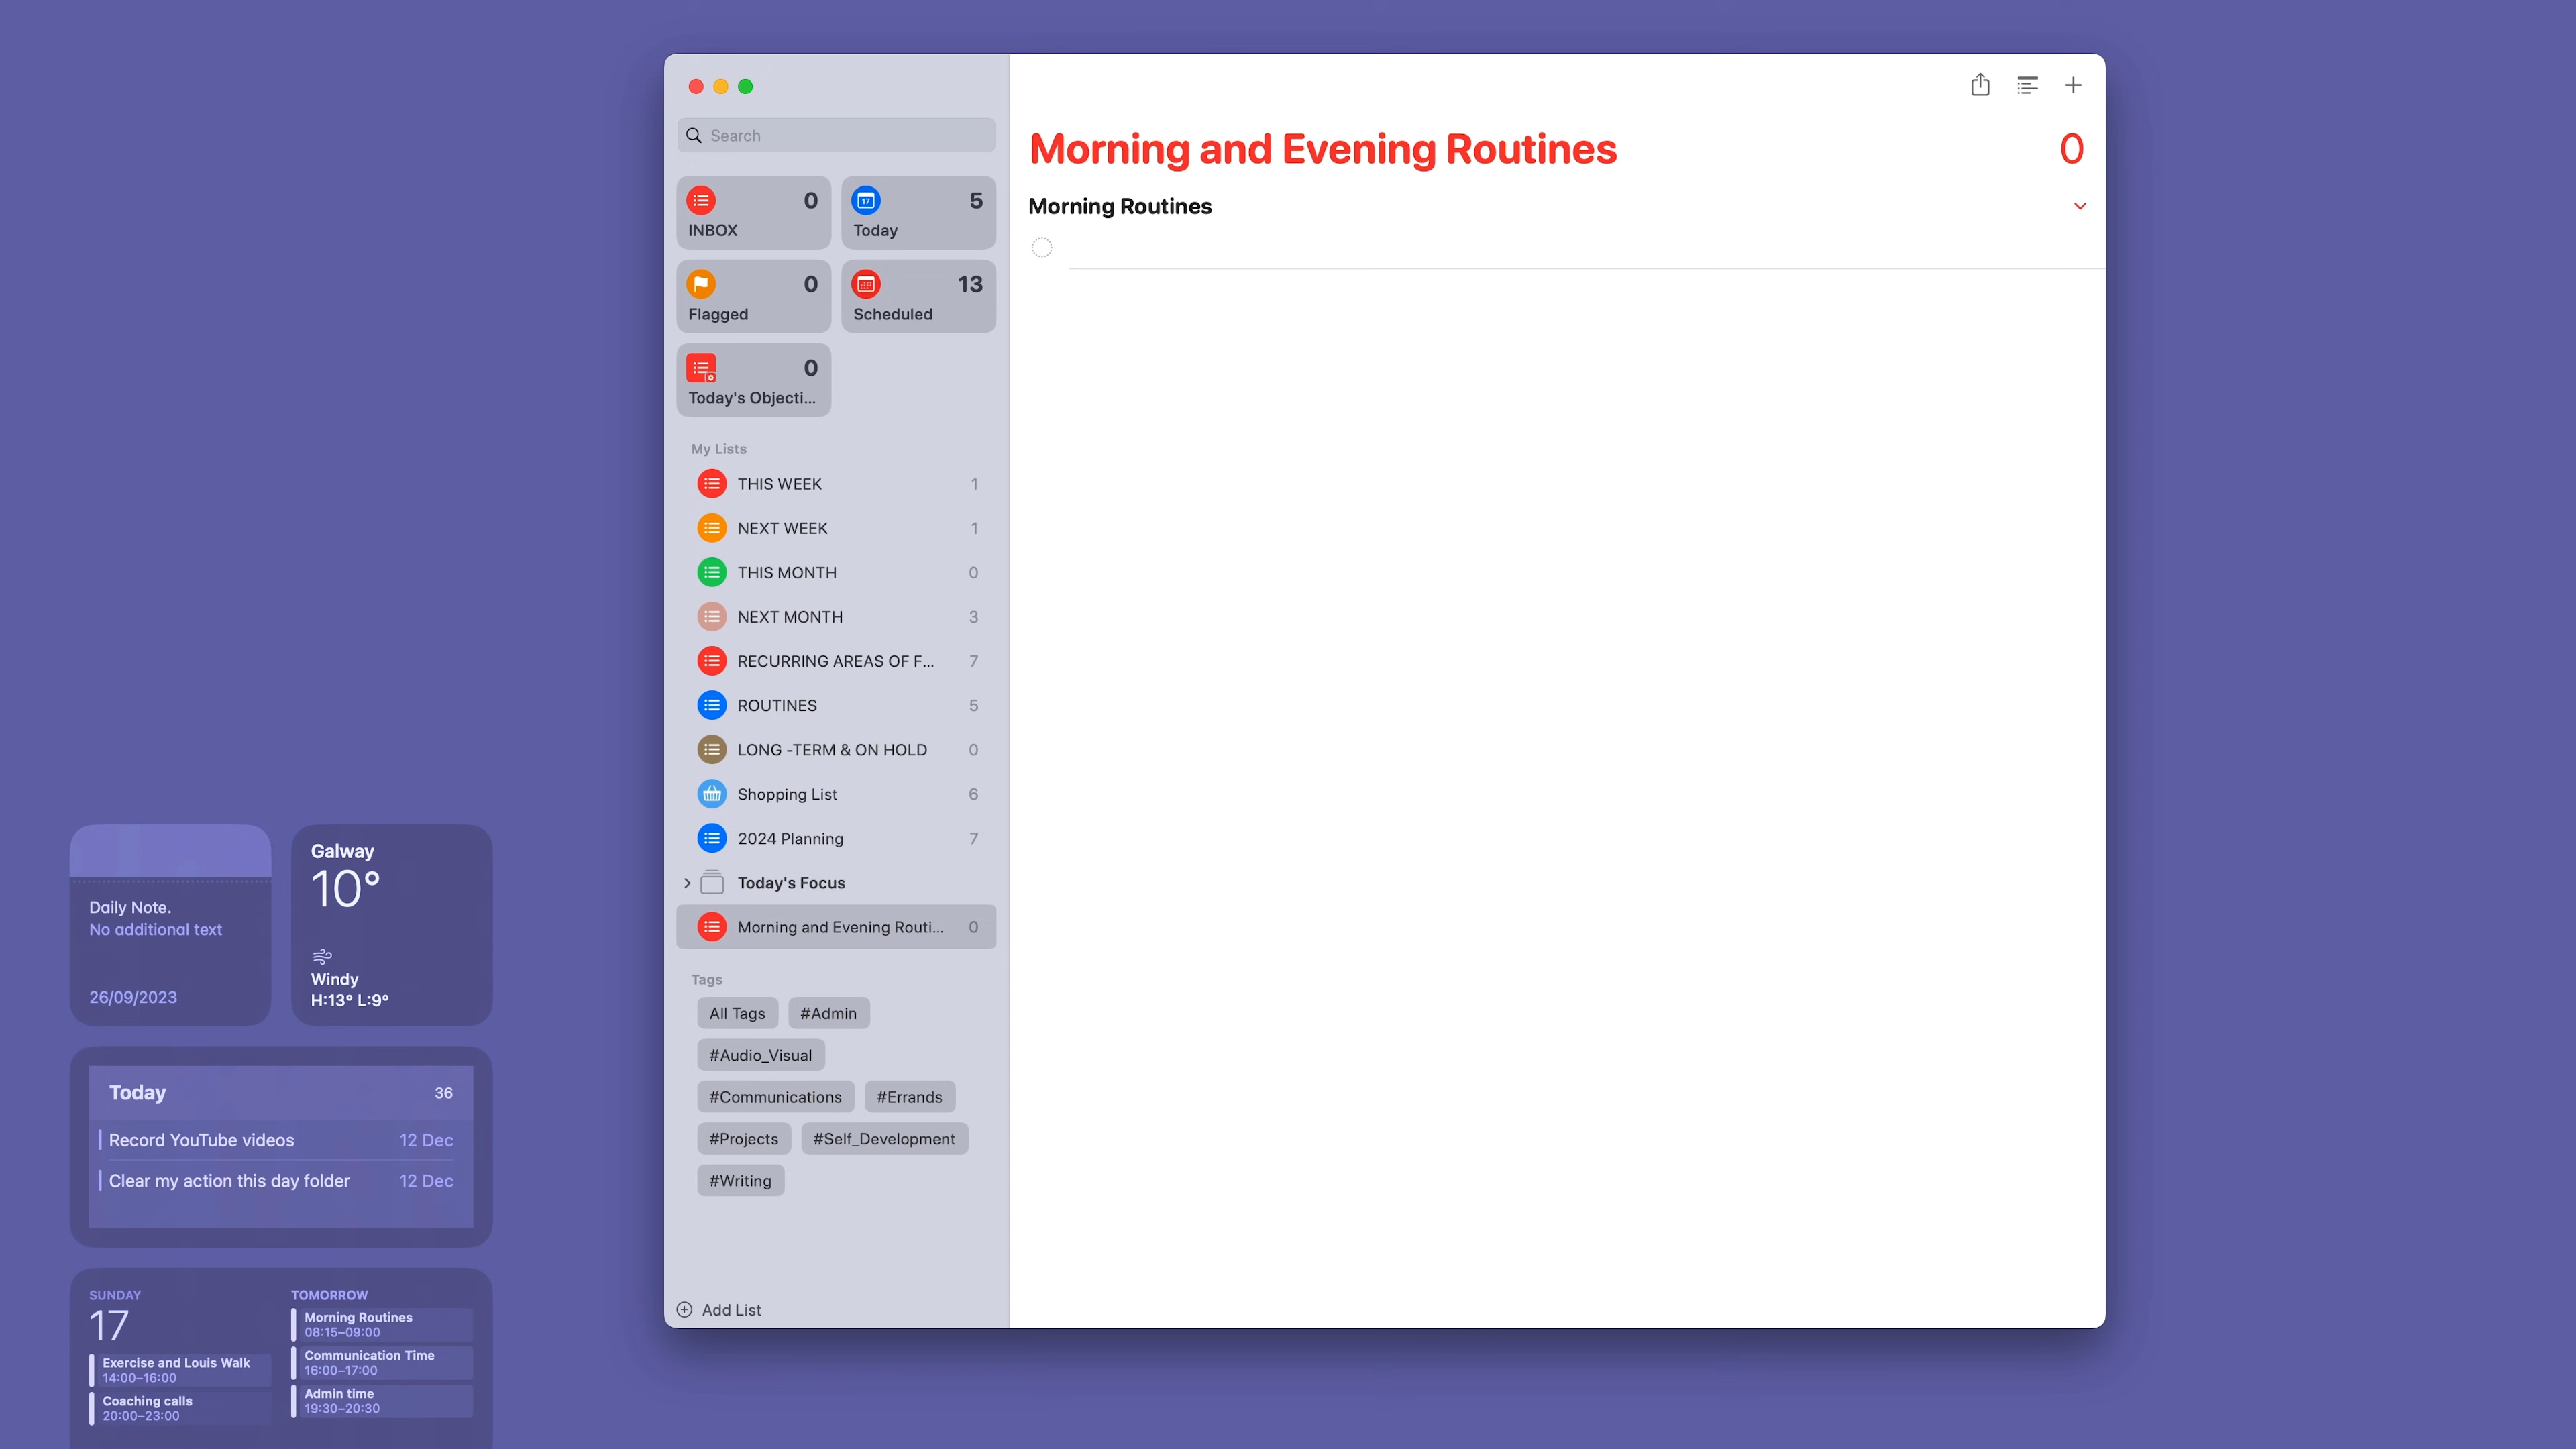 Search
0
INBOX
17
5
Today
0
Flagged
13
Scheduled
0
Today's Objecti...
My Lists
THIS WEEK 1
NEXT WEEK 1
THIS MONTH 0
NEXT MONTH 3
RECURRING AREAS OF F... 7
ROUTINES 5
LONG -TERM & ON HOLD 0
Shopping List 6
2024 Planning 7
Today's Focus
Morning and Evening Routi... 0
Tags
All Tags #Admin
#Audio_Visual
#Communications #Errands
#Projects #Self_Development
#Writing
Add List
Morning and Evening Routines 0
Morning Routines
Daily Note.
No additional text
26/09/2023
Galway
10°
Windy
H:13° L:9°
Today 36
Record YouTube videos 12 Dec
Clear my action this day folder 12 Dec
SUNDAY
17
Exercise and Louis Walk
14:00–16:00
Coaching calls
20:00–23:00
TOMORROW
Morning Routines
08:15–09:00
Communication Time
16:00–17:00
Admin time
19:30–20:30